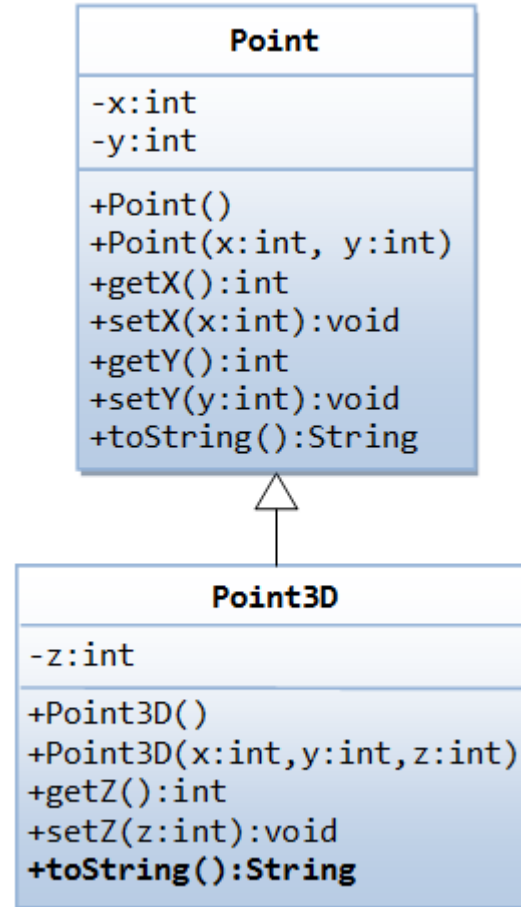 Point
-x:int
-y:int
+Point()
+Point(x:int, y:int)
+getX():int
+setX(x:int):void
+getY():int
+setY(y:int):void
+toString():String
Point3D
-z:int
+Point3D()
+Point3D(x:int,y:int,z:int)
+getZ():int
+setZ(z:int):void
+toString():String